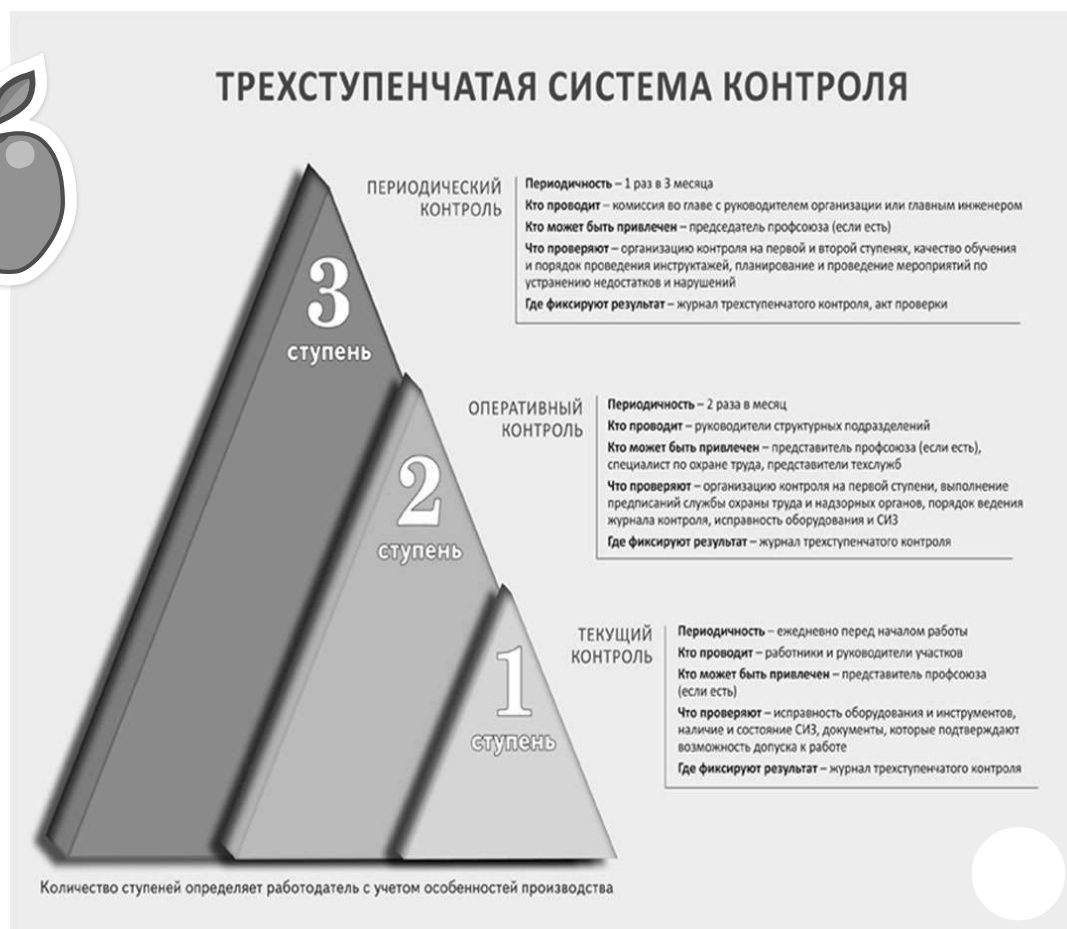 ТРЕХСТУПЕНЧАТАЯ СИСТЕМА КОНТРОЛЯ
ПЕРИОДИЧЕСКИЙ
КОНТРОЛЬ
Периодичность – 1 раз в 3 месяца
Кто проводит – комиссия во главе с руководителем организации или главным инженером
Кто может быть привлечен – председатель профсоюза (если есть)
Что проверяют – организацию контроля на первой и второй ступенях, качество обучения
и порядок проведения инструктажей, планирование и проведение мероприятий по
устранению недостатков и нарушений
Где фиксируют результат – журнал трехступенчатого контроля, акт проверки
3
ступень
ОПЕРАТИВНЫЙ
КОНТРОЛЬ
Периодичность – 2 раза в месяц
Кто проводит – руководители структурных подразделений
Кто может быть привлечен – представитель профсоюза (если есть),
специалист по охране труда, представители техслужб
Что проверяют – организацию контроля на первой ступени, выполнение
предписаний службы охраны труда и надзорных органов, порядок ведения
журнала контроля, исправность оборудования и СИЗ
Где фиксируют результат – журнал трехступенчатого контроля
2
ступень
ТЕКУЩИЙ
КОНТРОЛЬ
Периодичность – ежедневно перед началом работы
Кто проводит – работники и руководители участков
Кто может быть привлечен – представитель профсоюза
(если есть)
Что проверяют – исправность оборудования и инструментов,
наличие и состояние СИЗ, документы, которые подтверждают
возможность допуска к работе
Где фиксируют результат – журнал трехступенчатого контроля
1
ступень
Количество ступеней определяет работодатель с учетом особенностей производства